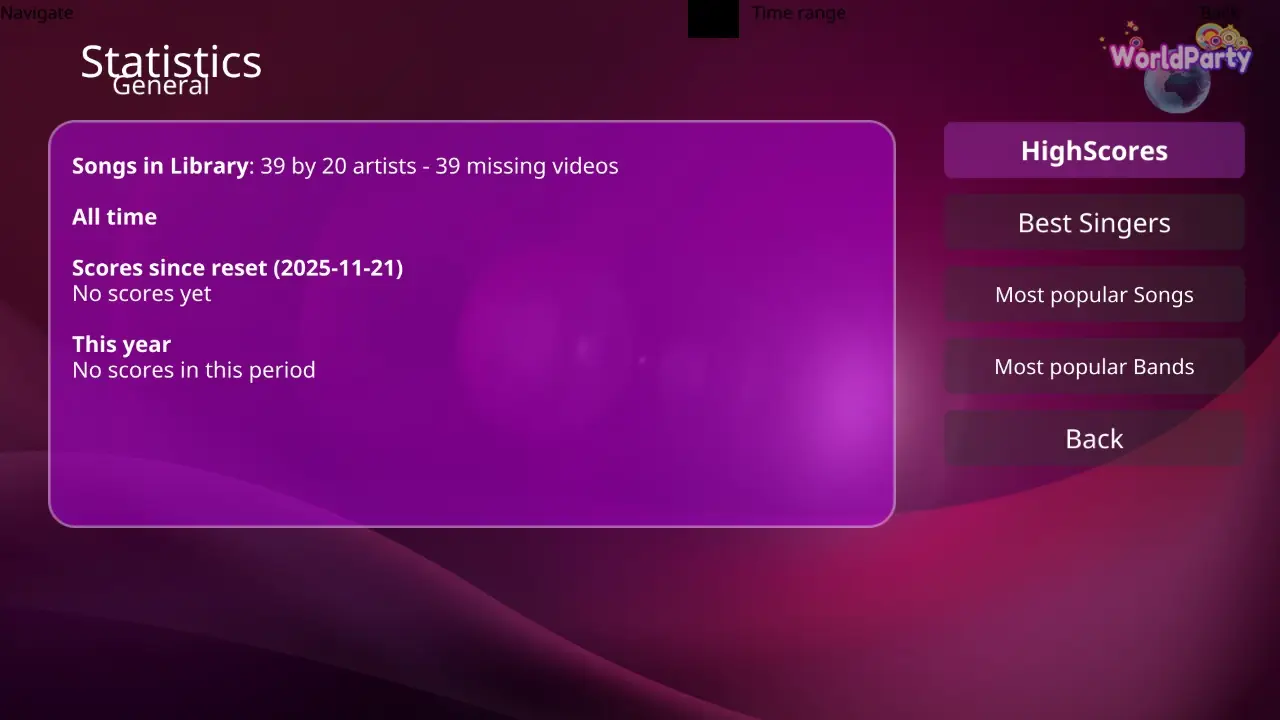 Navigate
Time range
Back
Statistics
General
WorldParty
Songs in Library: 39 by 20 artists - 39 missing videos
All time
Scores since reset (2025-11-21)
No scores yet
This year
No scores in this period
HighScores
Best Singers
Most popular Songs
Most popular Bands
Back